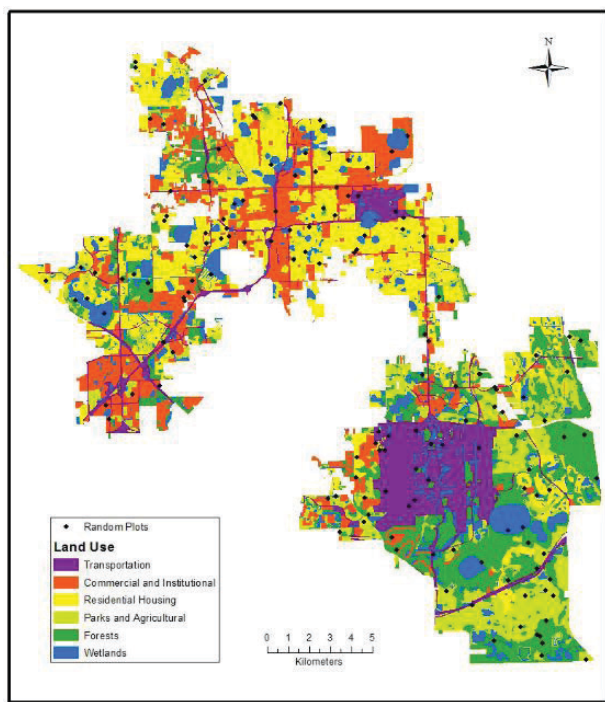 N
Random Plots
Land Use
Transportation
Commercial and Institutional
Residential Housing
Parks and Agricultural
Forests
Wetlands
0 1 2 3 4 5
Kilometers